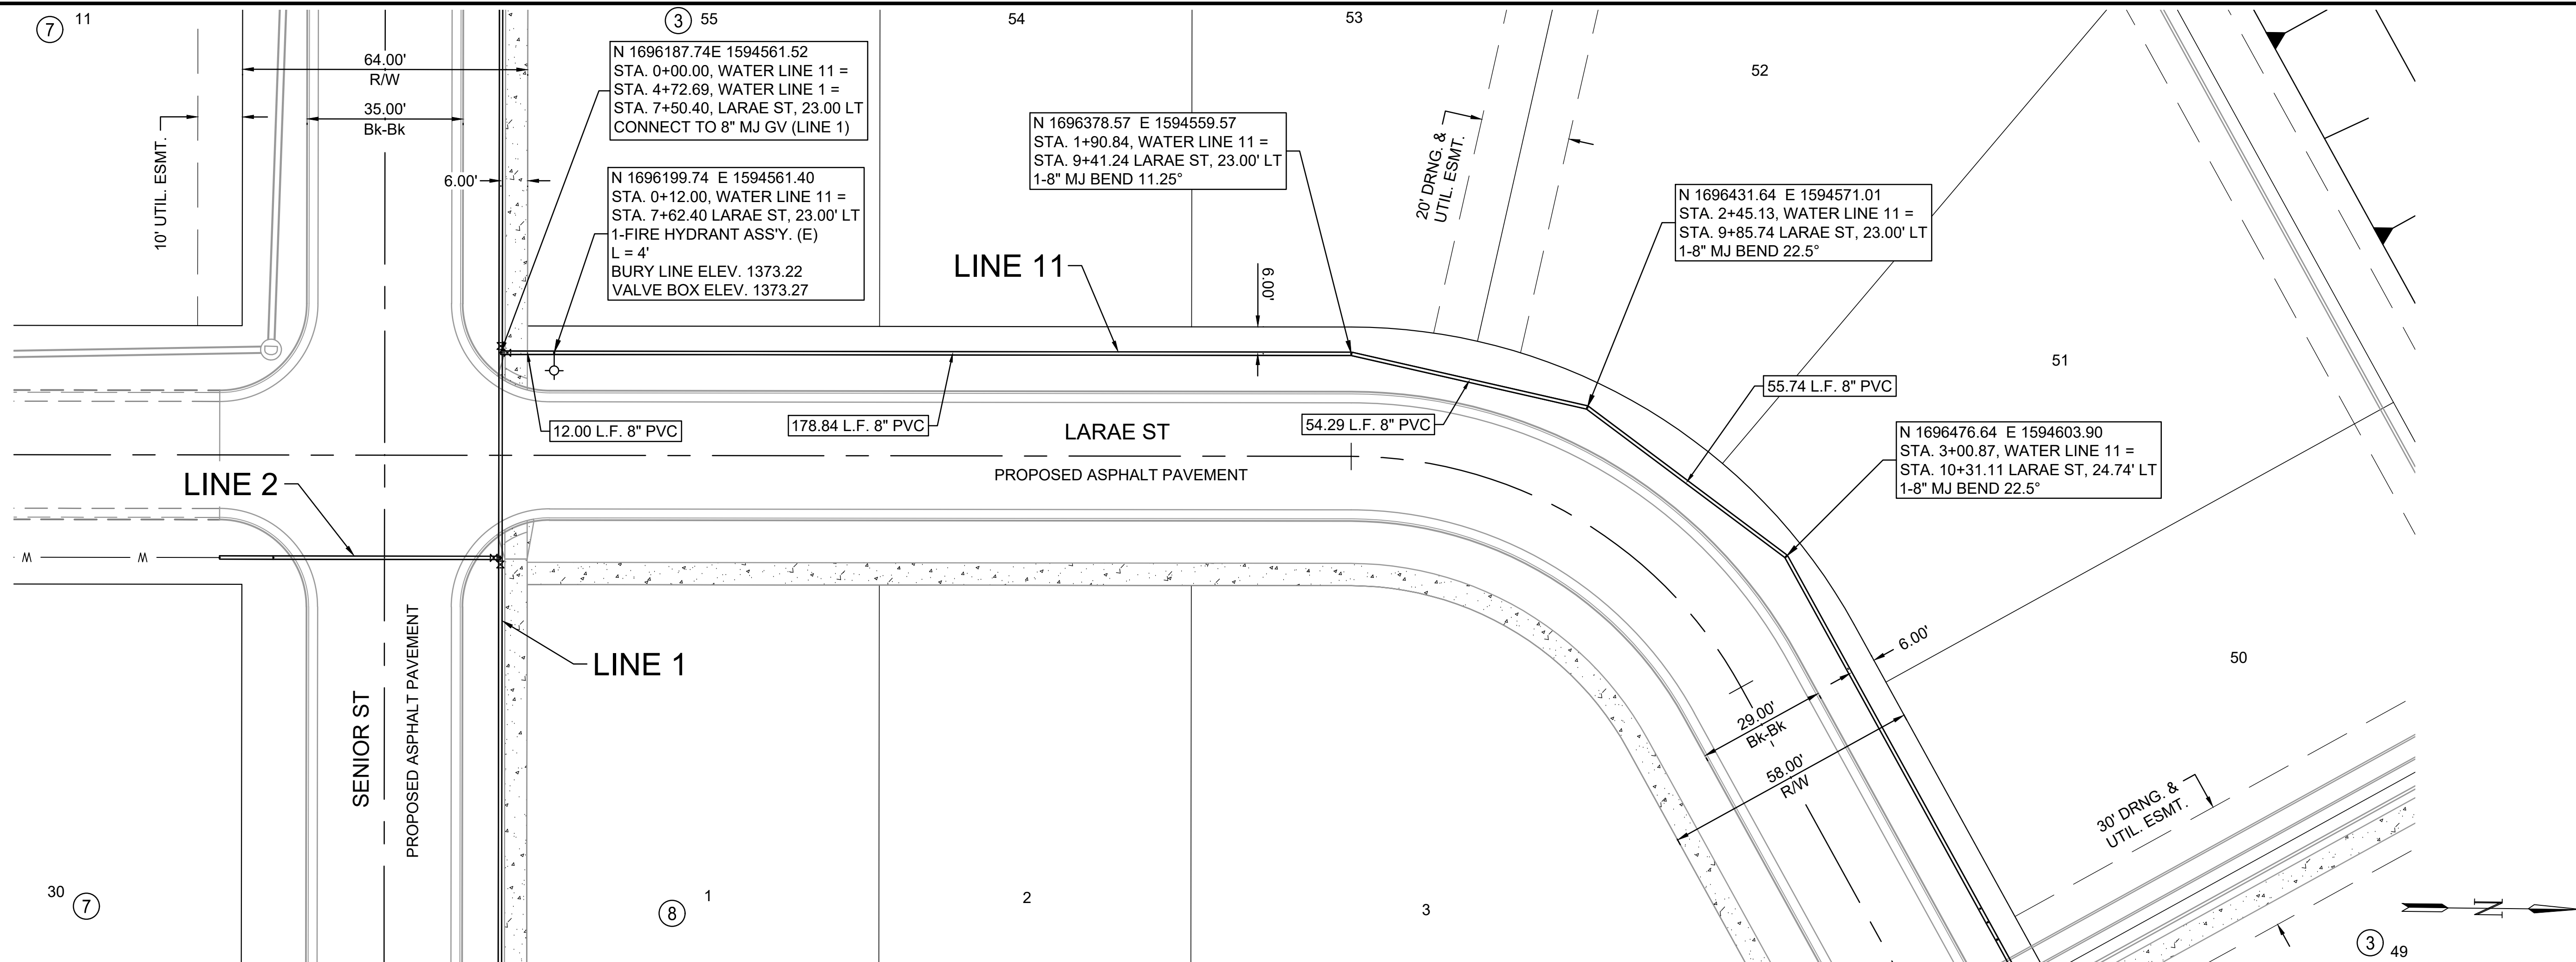 7
11
3
55
54
53
52
64.00'
R/W
35.00'
Bk-Bk
10' UTIL. ESMT.
6.00'
N 1696187.74E 1594561.52
STA. 0+00.00, WATER LINE 11 =
STA. 4+72.69, WATER LINE 1 =
STA. 7+50.40, LARAE ST, 23.00 LT
CONNECT TO 8" MJ GV (LINE 1)
N 1696199.74 E 1594561.40
STA. 0+12.00, WATER LINE 11 =
STA. 7+62.40 LARAE ST, 23.00' LT
1-FIRE HYDRANT ASS'Y. (E)
L = 4'
BURY LINE ELEV. 1373.22
VALVE BOX ELEV. 1373.27
N 1696378.57 E 1594559.57
STA. 1+90.84, WATER LINE 11 =
STA. 9+41.24 LARAE ST, 23.00' LT
1-8" MJ BEND 11.25°
20' DRNG. &
UTIL. ESMT.
N 1696431.64 E 1594571.01
STA. 2+45.13, WATER LINE 11 =
STA. 9+85.74 LARAE ST, 23.00' LT
1-8" MJ BEND 22.5°
LINE 11
6.00'
D
51
55.74 L.F. 8" PVC
12.00 L.F. 8" PVC
178.84 L.F. 8" PVC
54.29 L.F. 8" PVC
LARAE ST
PROPOSED ASPHALT PAVEMENT
N 1696476.64 E 1594603.90
STA. 3+00.87, WATER LINE 11 =
STA. 10+31.11 LARAE ST, 24.74' LT
1-8" MJ BEND 22.5°
LINE 2
W
W
LINE 1
SENIOR ST
PROPOSED ASPHALT PAVEMENT
6.00'
50
29.00'
Bk-Bk
58.00'
R/W
30' DRNG. &
UTIL. ESMT.
30
7
8
1
2
3
N
3
49